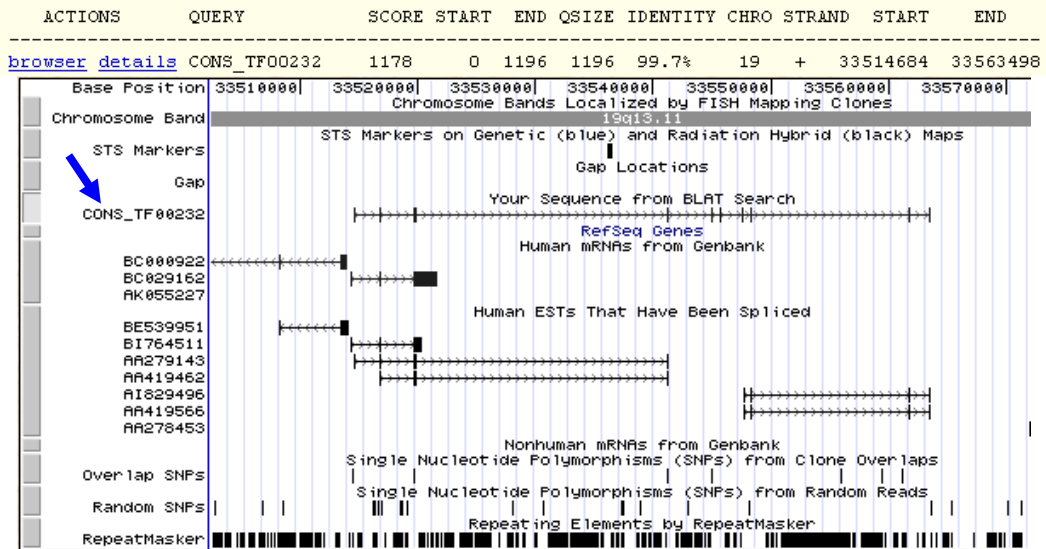 ACTIONS QUERY SCORE START END QSIZE IDENTITY CHRO STRAND START END
browser details CONS_TF00232 1178 0 1196 1196 99.7% 19 + 33514684 33563498
Base Position 33510000| 33520000| 33530000| 33540000| 33550000| 33560000| 33570000|
Chromosome Bands Localized by FISH Mapping Clones
Chromosome Band 19q13.11
STS Markers on Genetic (blue) and Radiation Hybrid (black) Maps
STS Markers
Gap Locations
Gap
Your Sequence from BLAT Search
CONS_TF00232
RefSeq Genes
Human mRNAs from Genbank
BC000922
BC029162
AK055227
Human ESTs That Have Been Spliced
BE539951
BI764511
AA279143
AA419462
AI829496
AA419566
AA278453
Nonhuman mRNAs from Genbank
Single Nucleotide Polymorphisms (SNPs) from Clone Overlaps
Overlap SNPs
Single Nucleotide Polymorphisms (SNPs) from Random Reads
Random SNPs
Repeating Elements by RepeatMasker
RepeatMasker